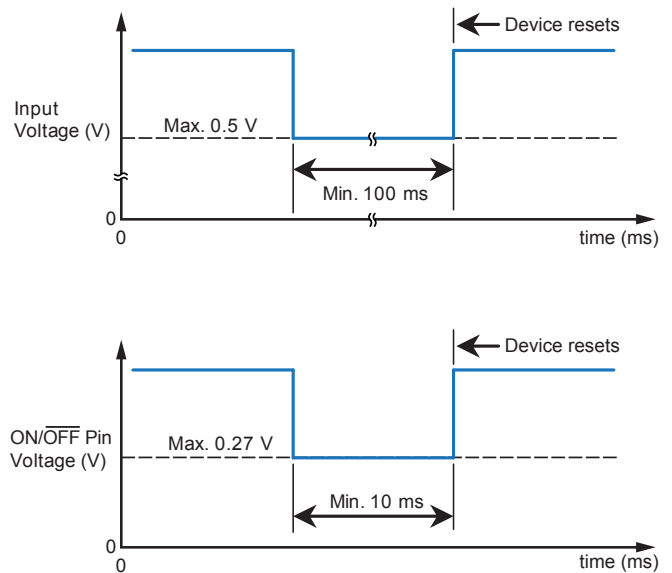 Device resets
Input
Voltage (V)
Max. 0.5 V
Min. 100 ms
0
0
time (ms)
Device resets
ON/OFF Pin
Voltage (V)
Max. 0.27 V
Min. 10 ms
0
0
time (ms)